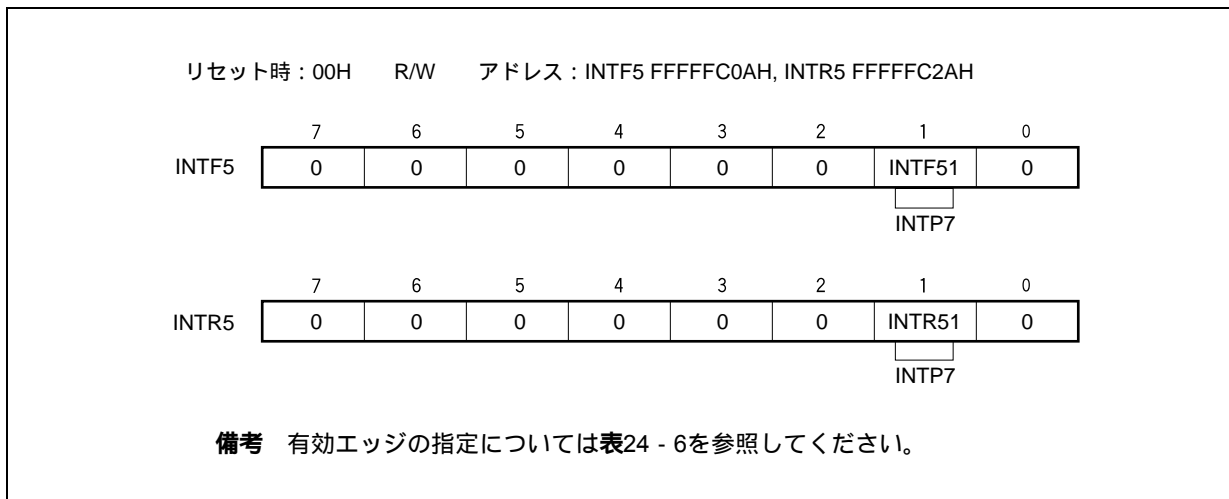 リセット時：00H R/W アドレス：INTF5 FFFFFC0AH, INTR5 FFFFFC2AH
7 6 5 4 3 2 1 0
INTF5 0 0 0 0 0 0 INTF51 0
INTP7
7 6 5 4 3 2 1 0
INTR5 0 0 0 0 0 0 INTR51 0
INTP7
備考 有効エッジの指定については表24 - 6を参照してください。